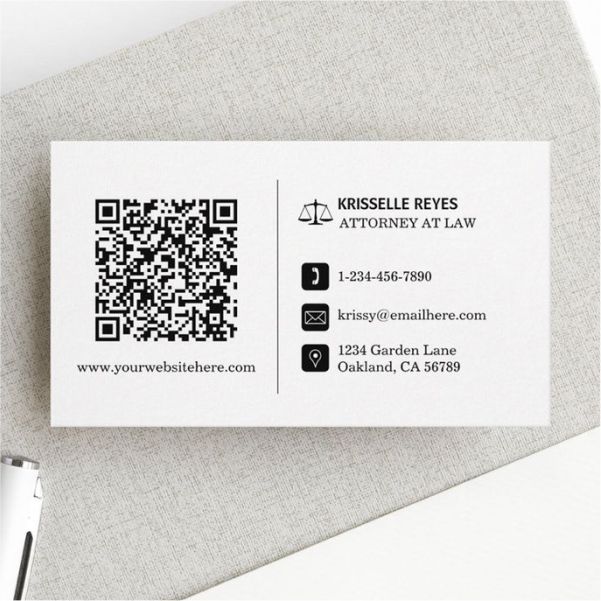 www.yourwebsitehere.com
KRISSELLE REYES
ATTORNEY AT LAW
1-234-456-7890
krissy@emailhere.com
1234 Garden Lane
Oakland, CA 56789